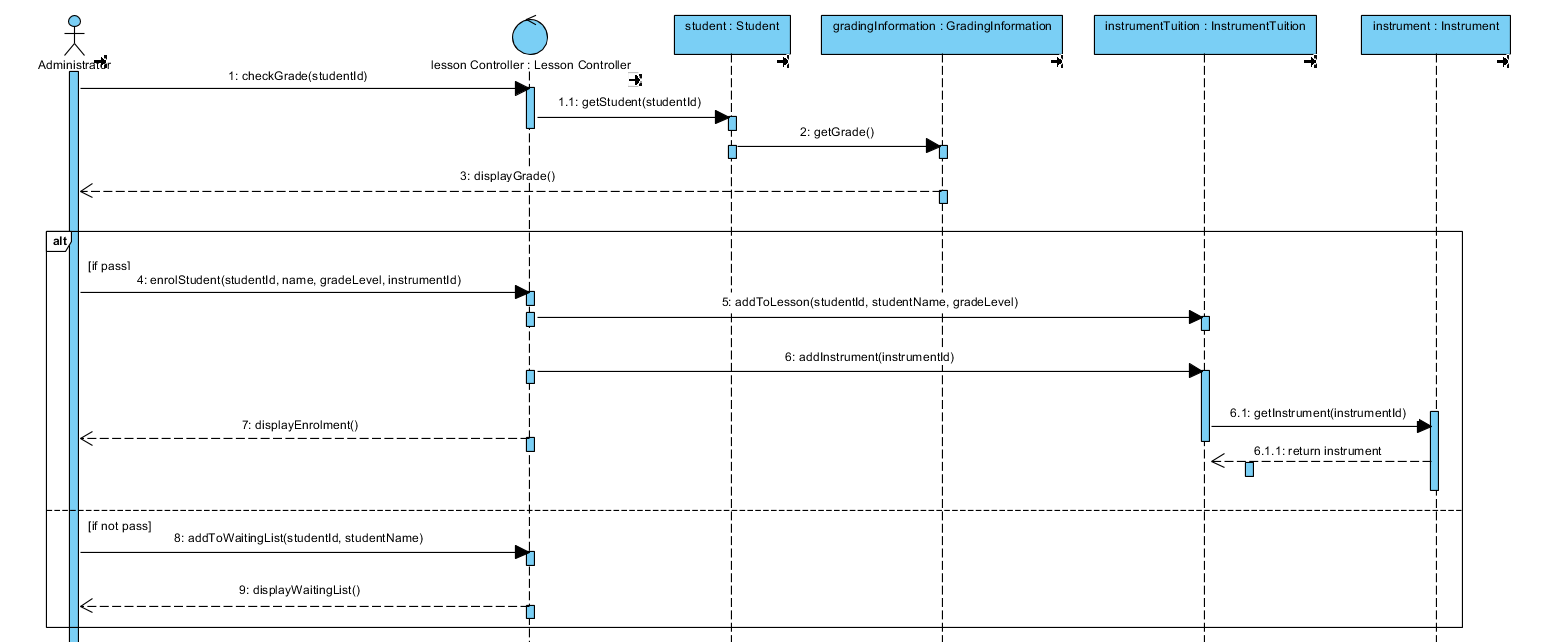 student : Student
gradingInformation : GradingInformation
instrumentTuition : InstrumentTuition
instrument : Instrument
Administrator
lesson Controller : Lesson Controller
1: checkGrade(studentId)
1.1: getStudent(studentId)
2: getGrade()
3: displayGrade()
alt
[if pass]
4: enrolStudent(studentId, name, gradeLevel, instrumentId)
5: addToLesson(studentId, studentName, gradeLevel)
6: addInstrument(instrumentId)
6.1: getInstrument(instrumentId)
7: displayEnrolment()
6.1.1: return instrument
[if not pass]
8: addToWaitingList(studentId, studentName)
9: displayWaitingList()